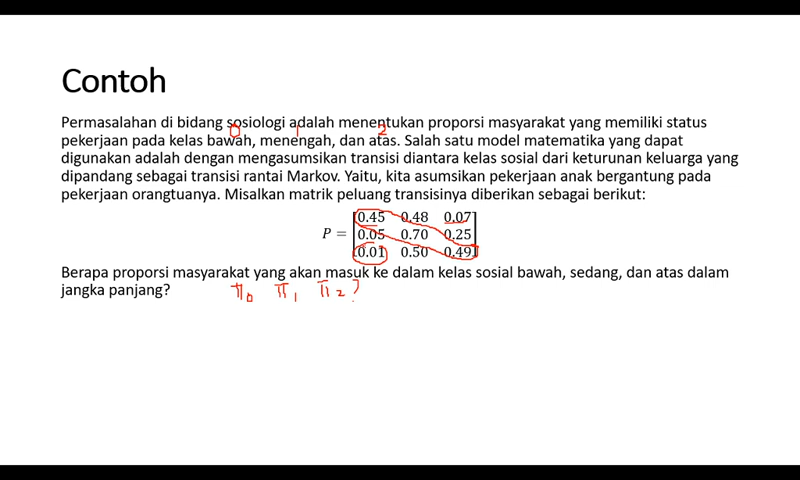 Contoh
Permasalahan di bidang sosiologi adalah menentukan proporsi masyarakat yang memiliki status
0 1 2
pekerjaan pada kelas bawah, menengah, dan atas. Salah satu model matematika yang dapat
digunakan adalah dengan mengasumsikan transisi diantara kelas sosial dari keturunan keluarga yang
dipandang sebagai transisi rantai Markov. Yaitu, kita asumsikan pekerjaan anak bergantung pada
pekerjaan orangtuanya. Misalkan matrik peluang transisinya diberikan sebagai berikut:
0.45 0.48 0.07
P = 0.05 0.70 0.25
0.01 0.50 0.49
Berapa proporsi masyarakat yang akan masuk ke dalam kelas sosial bawah, sedang, dan atas dalam
jangka panjang? π₀ π₁ π₂?